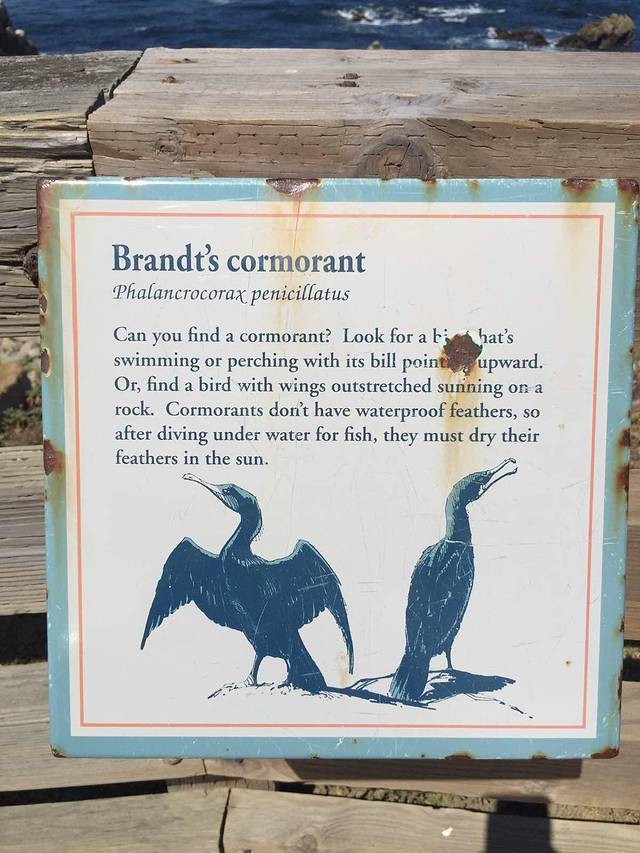 Brandt's cormorant
Phalancrocorax penicillatus
Can you find a cormorant? Look for a
swimming or perching with its bill upward.
Or, find a bird with wings outstretched sunning on a
rock. Cormorants don't have waterproof feathers, so
after diving under water for fish, they must dry their
feathers in the sun.